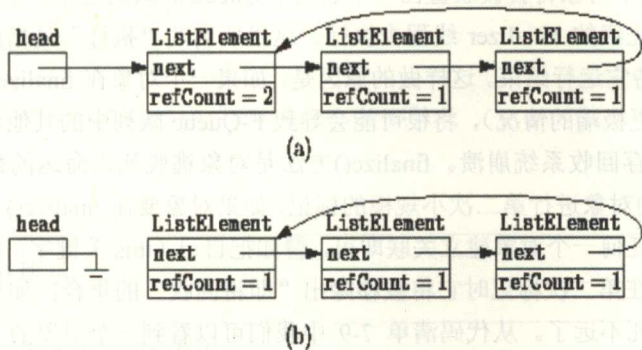 head ListElement ListElement ListElement
next next next
refCount = 2 refCount = 1 refCount = 1
(a)
head ListElement ListElement ListElement
next next next
refCount = 1 refCount = 1 refCount = 1
(b)